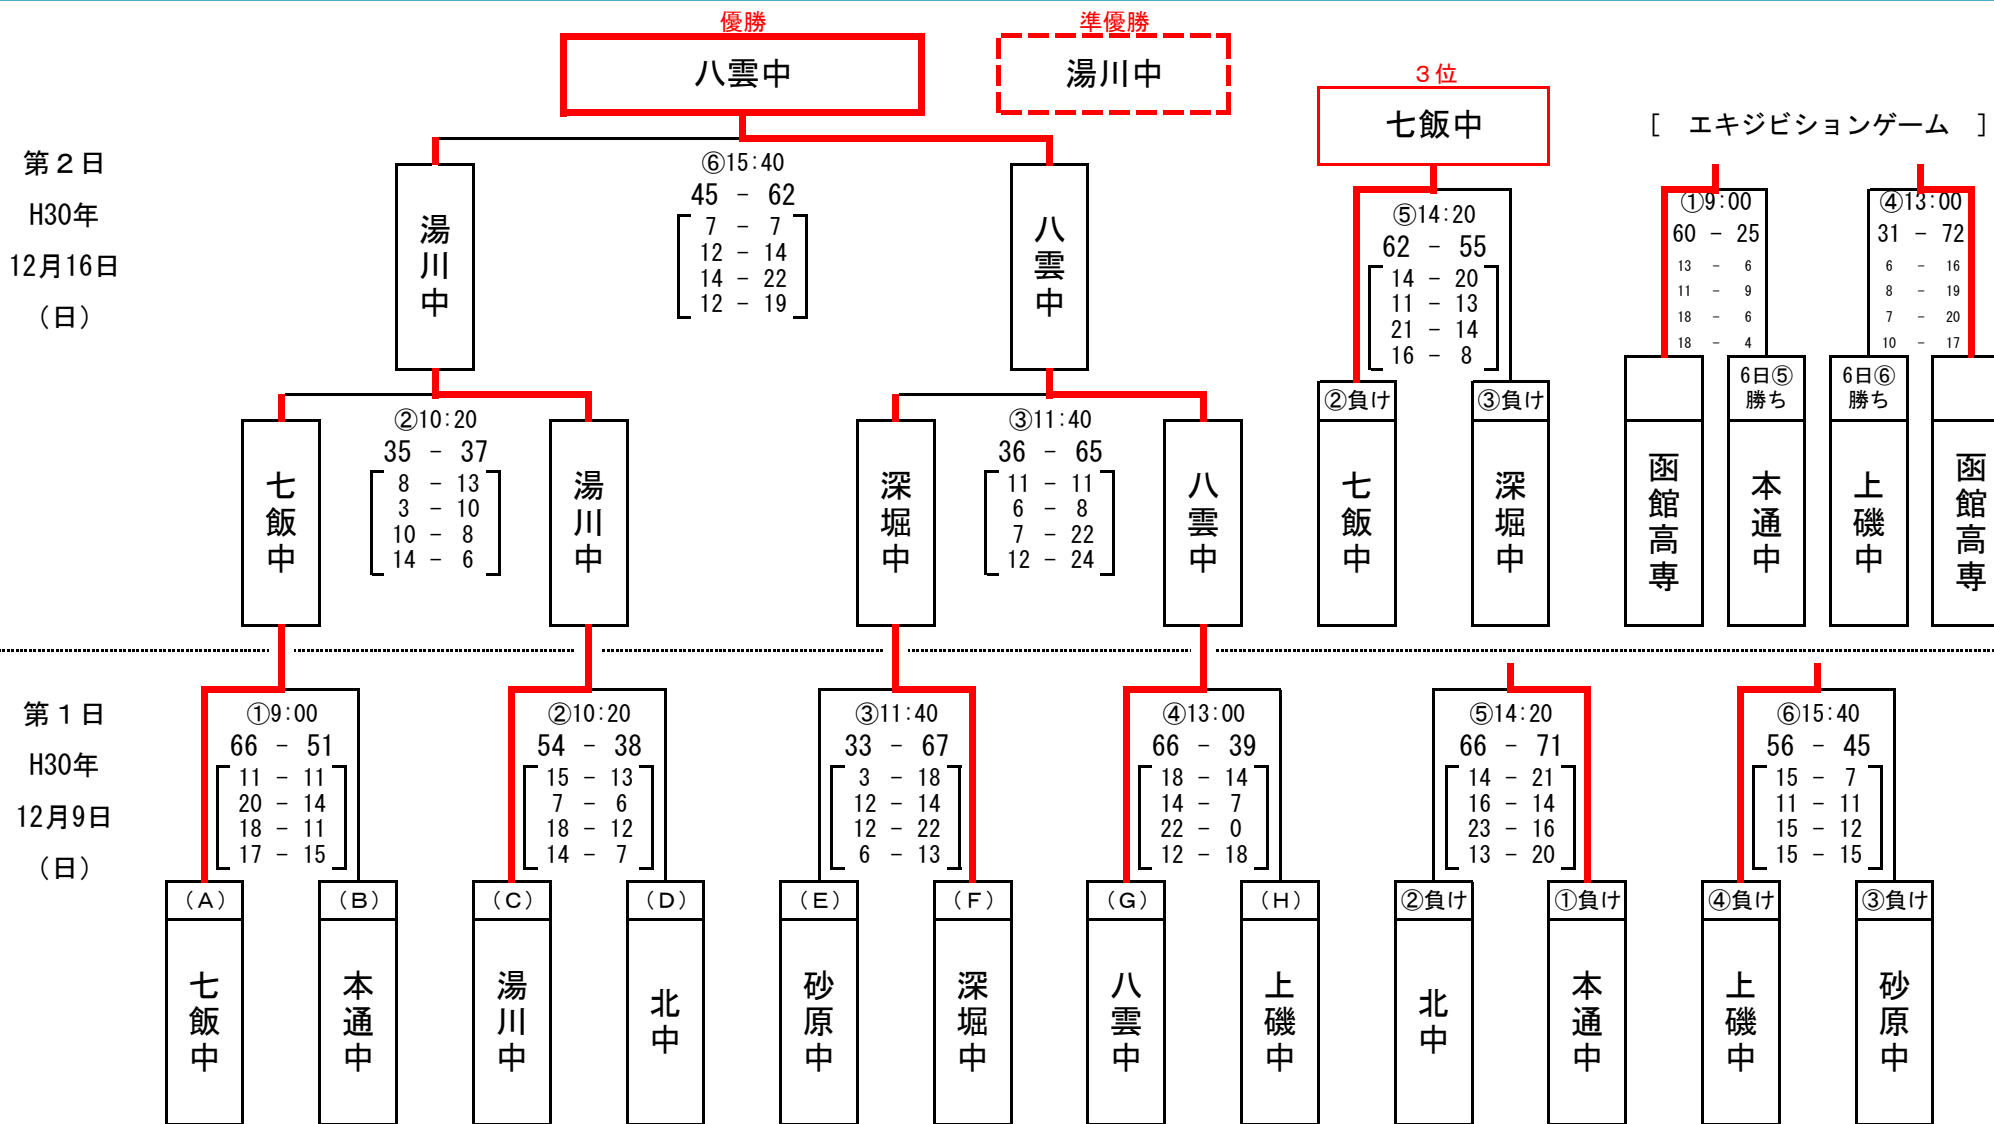 優勝
準優勝
八雲中
湯川中
３位
七飯中
［　エキジビションゲーム　］
第２日
H30年
12月16日
（日）
湯川中
⑥15:40
45 － 62
7 － 7
12 － 14
14 － 22
12 － 19
八雲中
⑤14:20
62 － 55
14 － 20
11 － 13
21 － 14
16 － 8
①9:00
60 － 25
13 － 6
11 － 9
18 － 6
18 － 4
④13:00
31 － 72
6 － 16
8 － 19
7 － 20
10 － 17
七飯中
②10:20
35 － 37
8 － 13
3 － 10
10 － 8
14 － 6
湯川中
深堀中
③11:40
36 － 65
11 － 11
6 － 8
7 － 22
12 － 24
八雲中
②負け
七飯中
③負け
深堀中
函館高専
6日⑤
勝ち
本通中
6日⑥
勝ち
上磯中
函館高専
第１日
H30年
12月9日
（日）
①9:00
66 － 51
11 － 11
20 － 14
18 － 11
17 － 15
②10:20
54 － 38
15 － 13
7 － 6
18 － 12
14 － 7
③11:40
33 － 67
3 － 18
12 － 14
12 － 22
6 － 13
④13:00
66 － 39
18 － 14
14 － 7
22 － 0
12 － 18
⑤14:20
66 － 71
14 － 21
16 － 14
23 － 16
13 － 20
⑥15:40
56 － 45
15 － 7
11 － 11
15 － 12
15 － 15
（Ａ）
七飯中
（Ｂ）
本通中
（Ｃ）
湯川中
（Ｄ）
北中
（Ｅ）
砂原中
（Ｆ）
深堀中
（Ｇ）
八雲中
（Ｈ）
上磯中
②負け
北中
①負け
本通中
④負け
上磯中
③負け
砂原中